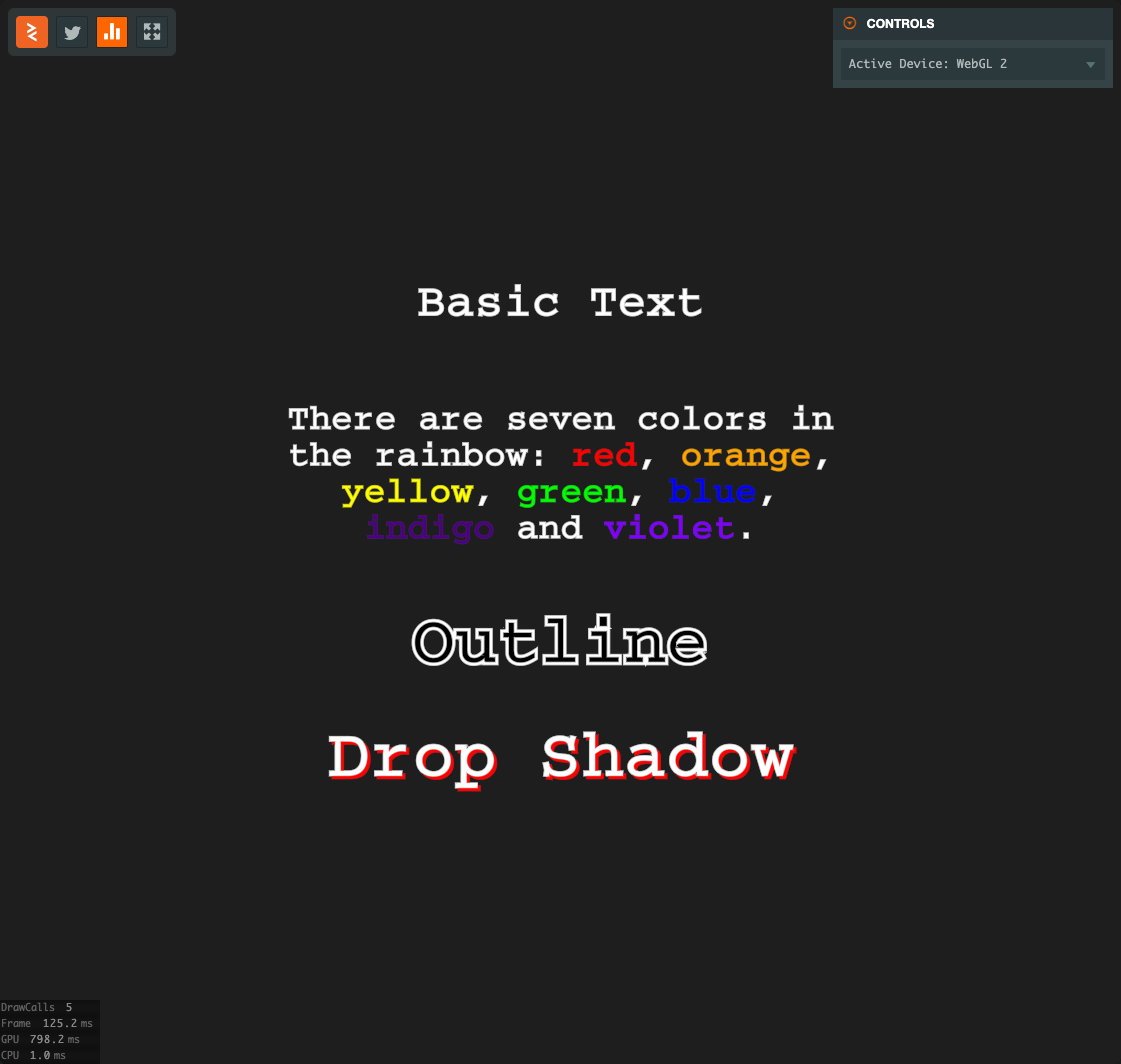 CONTROLS
Active Device: WebGL 2
Basic Text
There are seven colors in
the rainbow: red, orange,
yellow, green, blue,
indigo and violet.
Outline
Drop Shadow
DrawCalls 5
Frame 125.2 ms
GPU 798.2 ms
CPU 1.0 ms